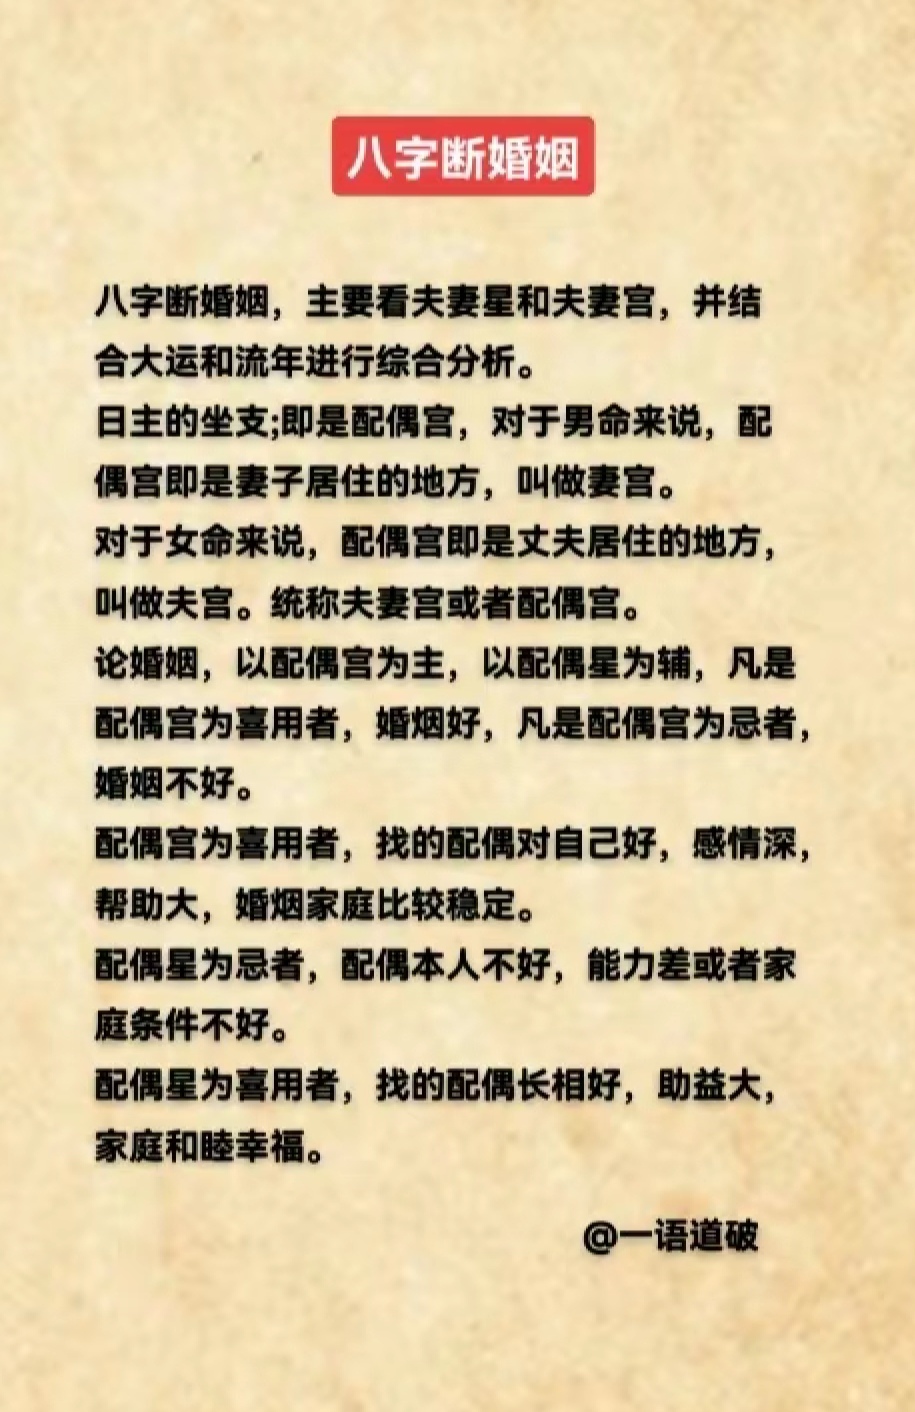 八字断婚姻
八字断婚姻，主要看夫妻星和夫妻宫，并结
合大运和流年进行综合分析。
日主的坐支;即是配偶宫，对于男命来说，配
偶宫即是妻子居住的地方，叫做妻宫。
对于女命来说，配偶宫即是丈夫居住的地方，
叫做夫宫。统称夫妻宫或者配偶宫。
论婚姻，以配偶宫为主，以配偶星为辅，凡是
配偶宫为喜用者，婚烟好，凡是配偶宫为忌者，
婚姻不好。
配偶宫为喜用者，找的配偶对自己好，感情深，
帮助大，婚烟家庭比较稳定。
配偶星为忌者，配偶本人不好，能力差或者家
庭条件不好。
配偶星为喜用者，找的配偶长相好，助益大，
家庭和睦幸福。
@一语道破